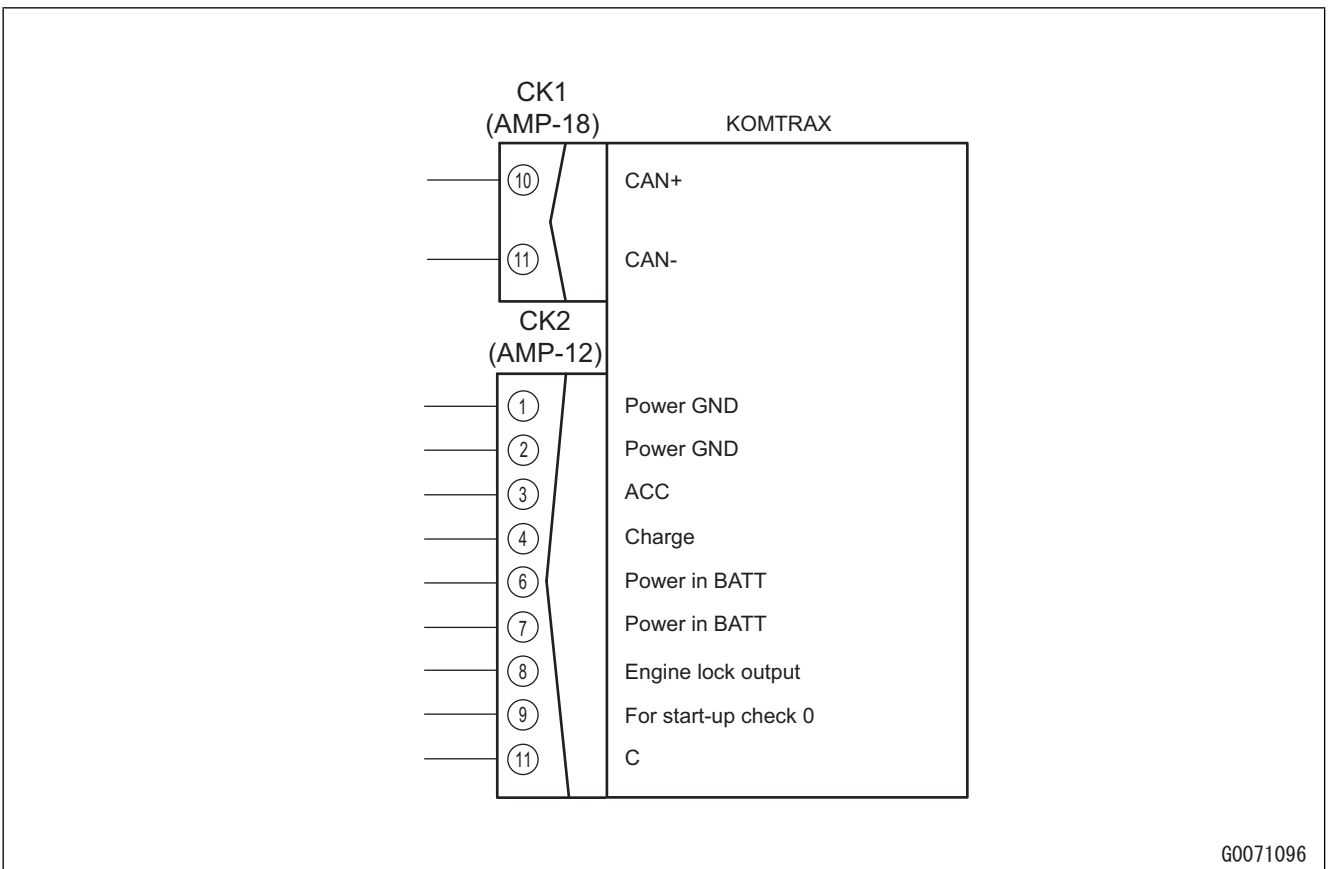 CK1
(AMP-18)
KOMTRAX
10 CAN+
11 CAN-
CK2
(AMP-12)
1 Power GND
2 Power GND
3 ACC
4 Charge
6 Power in BATT
7 Power in BATT
8 Engine lock output
9 For start-up check 0
11 C
G0071096